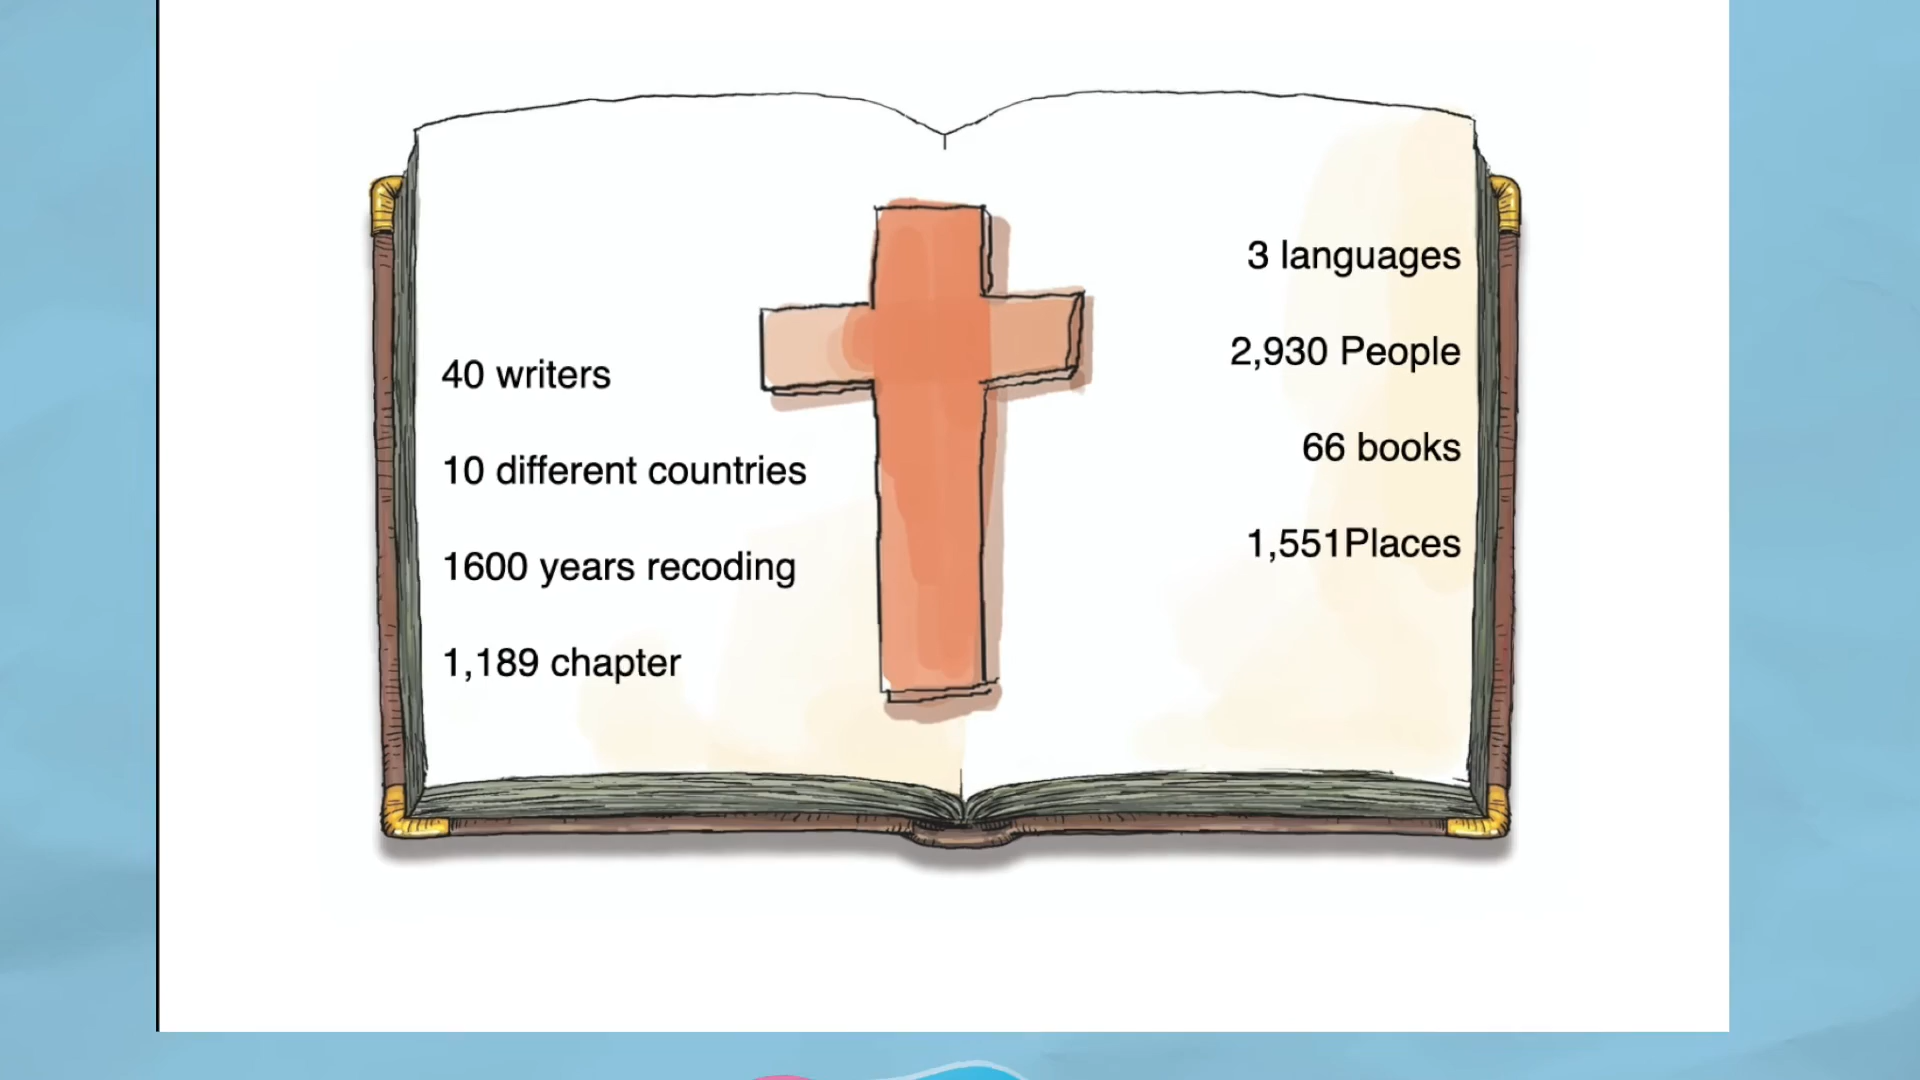 40 writers
10 different countries
1600 years recoding
1,189 chapter
3 languages
2,930 People
66 books
1,551Places